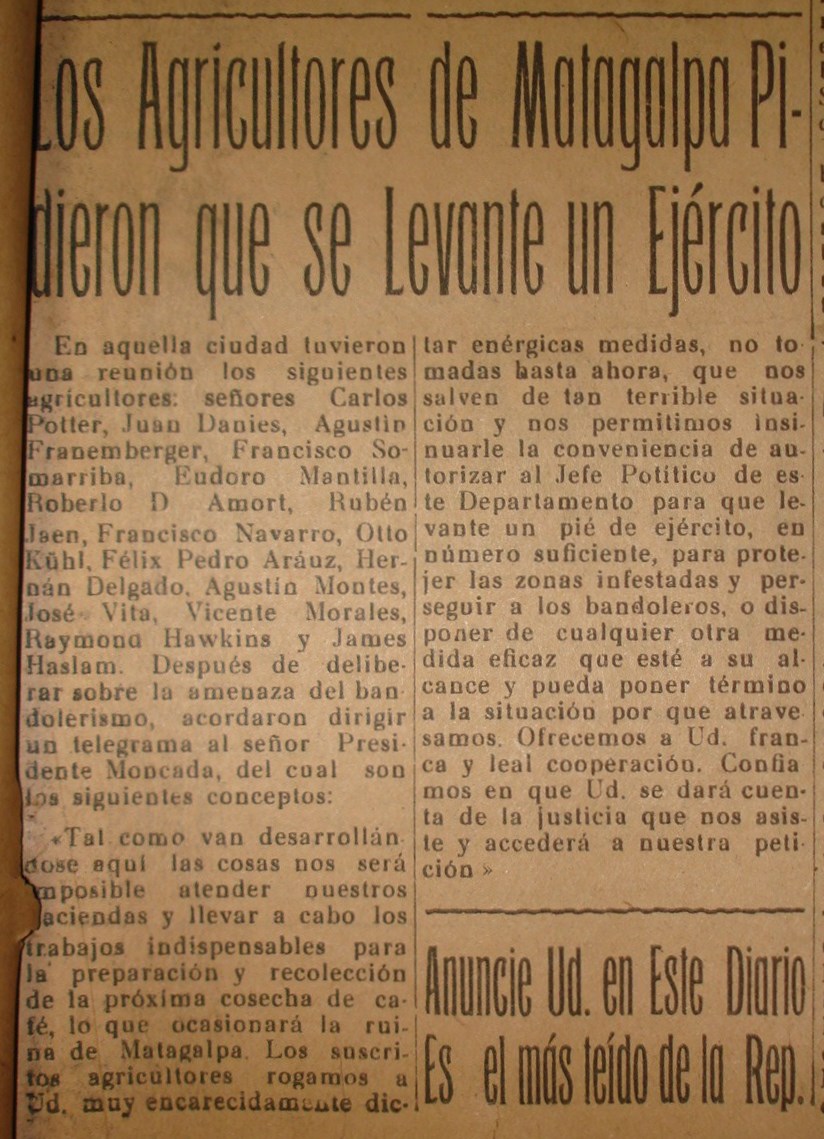 Los Agricultores de Matagalpa Pi-
dieron que se Levante un Ejército
En aquella ciudad tuvieron
una reunión los siguientes
agricultores: señores Carlos
Potter, Juan Danies, Agustin
Franemberger, Francisco So-
marriba, Eudoro Mantilla,
Roberto D Amort, Rubén
Jaen, Francisco Navarro, Otto
Kühl, Félix Pedro Aráuz, Her-
nán Delgado, Agustin Montes,
José Vita, Vicente Morales,
Raymond Hawkins y James
Haslam. Después de delibe-
rar sobre la amenaza del ban
dolerismo, acordaron dirigir
un telegrama al señor Presi-
dente Moncada, del cual son
los siguientes conceptos:
«Tal como van desarrollán
dose aquí las cosas nos será
imposible atender nuestros
haciendas y llevar a cabo los
trabajos indispensables para
la preparación y recolección
de la próxima cosecha de ca-
fé, lo que ocasionará la rui-
na de Matagalpa. Los suscri-
tos agricultores rogamos a
Ud. muy encarecidamente dic-
tar enérgicas medidas, no to
madas hasta ahora, que nos
salven de tan terrible situa-
ción y nos permitimos insi-
nuarle la conveniencia de au-
torizar al Jefe Potítico de es-
te Departamento para que le-
vante un pié de ejército, en
número suficiente, para prote-
jer las zonas infestadas y per-
seguir a los bandoleros, o dis-
poner de cualquier otra me-
dida eficaz que esté a su al-
cance y pueda poner término
a la situación por que atrave
samos. Ofrecemos a Ud. fran-
ca y leal cooperación. Confia
mos en que Ud. se dará cuen-
ta de la justicia que nos asis-
te y accederá a nuestra peti-
ción»
Anuncie Ud. en Este Diario
Es el más leído de la Rep.